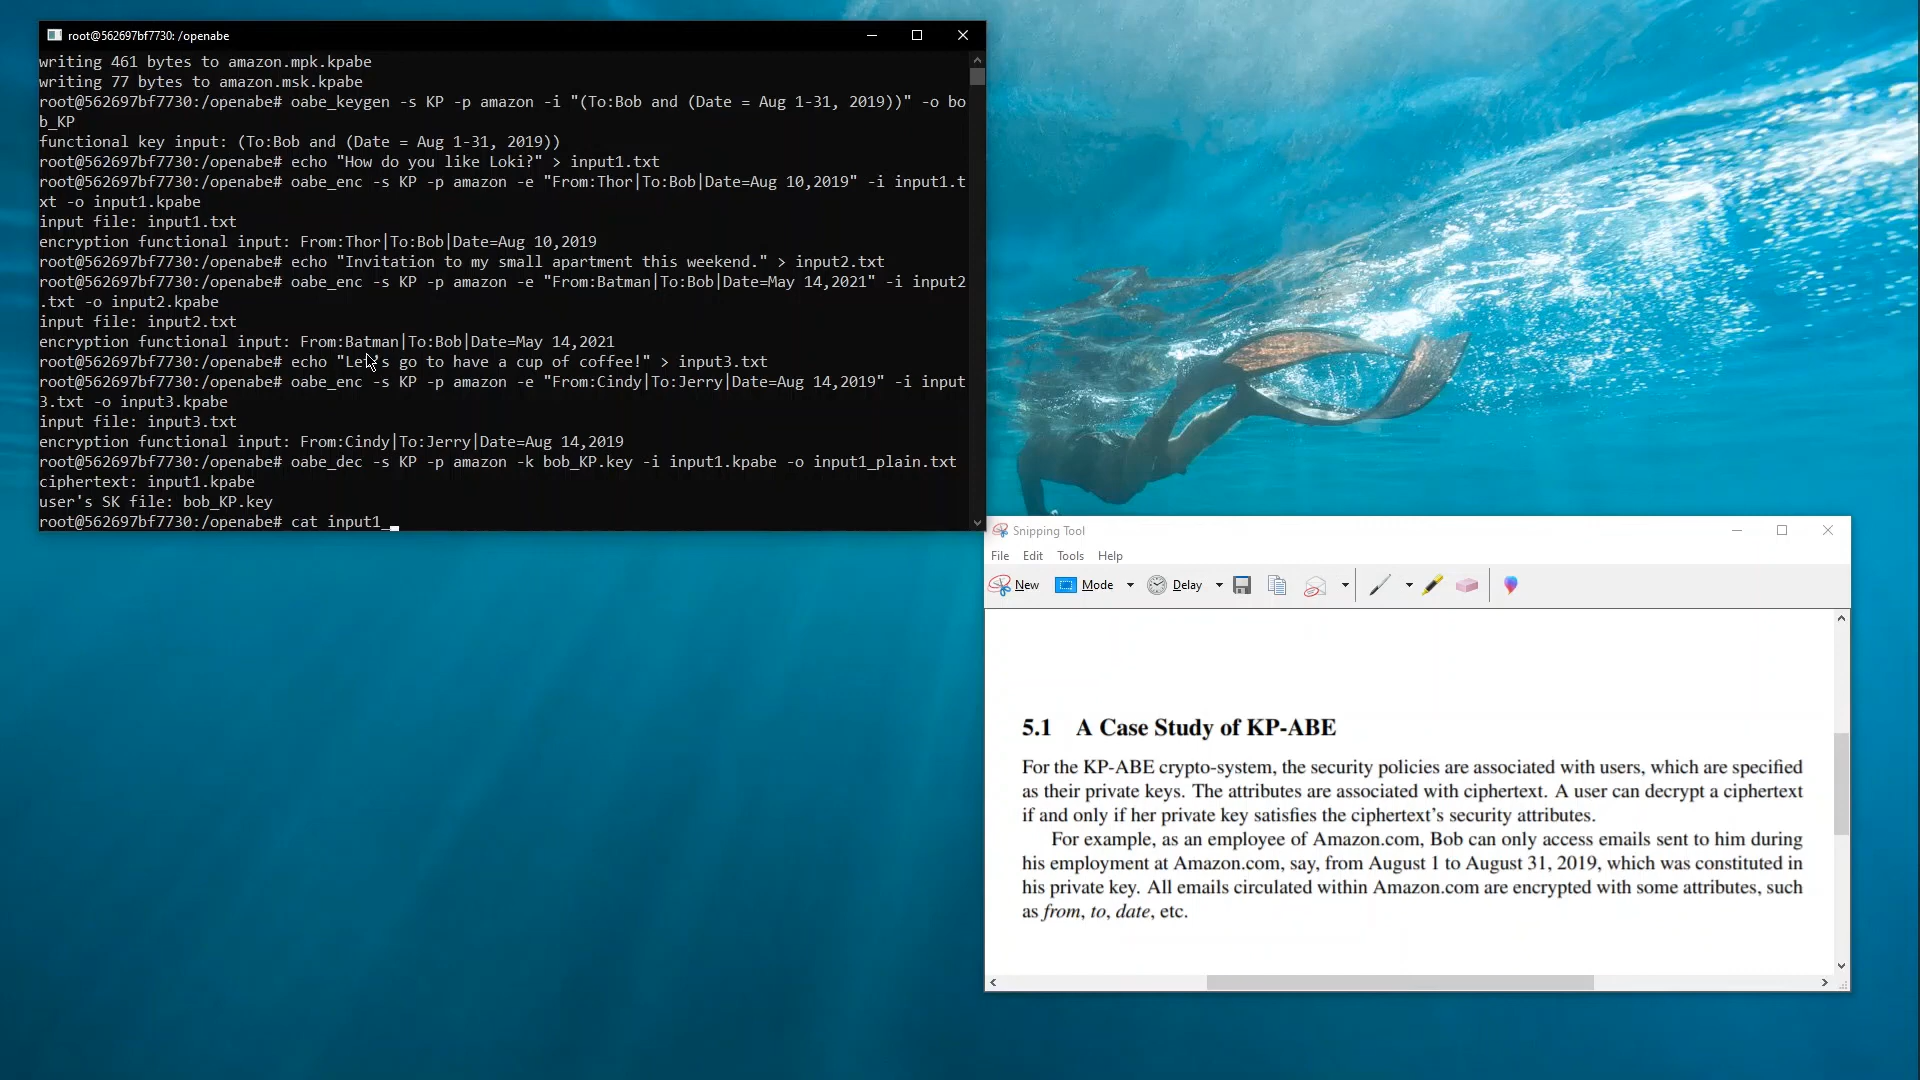 root@562697bf7730: /openabe
writing 461 bytes to amazon.mpk.kpabe
writing 77 bytes to amazon.msk.kpabe
root@562697bf7730:/openabe# oabe_keygen -s KP -p amazon -i "(To:Bob and (Date = Aug 1-31, 2019))" -o bo
b_KP
functional key input: (To:Bob and (Date = Aug 1-31, 2019))
root@562697bf7730:/openabe# echo "How do you like Loki?" > input1.txt
root@562697bf7730:/openabe# oabe_enc -s KP -p amazon -e "From:Thor|To:Bob|Date=Aug 10,2019" -i input1.t
xt -o input1.kpabe
input file: input1.txt
encryption functional input: From:Thor|To:Bob|Date=Aug 10,2019
root@562697bf7730:/openabe# echo "Invitation to my small apartment this weekend." > input2.txt
root@562697bf7730:/openabe# oabe_enc -s KP -p amazon -e "From:Batman|To:Bob|Date=May 14,2021" -i input2
.txt -o input2.kpabe
input file: input2.txt
encryption functional input: From:Batman|To:Bob|Date=May 14,2021
root@562697bf7730:/openabe# echo "Let's go to have a cup of coffee!" > input3.txt
root@562697bf7730:/openabe# oabe_enc -s KP -p amazon -e "From:Cindy|To:Jerry|Date=Aug 14,2019" -i input
3.txt -o input3.kpabe
input file: input3.txt
encryption functional input: From:Cindy|To:Jerry|Date=Aug 14,2019
root@562697bf7730:/openabe# oabe_dec -s KP -p amazon -k bob_KP.key -i input1.kpabe -o input1_plain.txt
ciphertext: input1.kpabe
user's SK file: bob_KP.key
root@562697bf7730:/openabe# cat input1_
Snipping Tool
File Edit Tools Help
New Mode Delay
5.1 A Case Study of KP-ABE
For the KP-ABE crypto-system, the security policies are associated with users, which are specified
as their private keys. The attributes are associated with ciphertext. A user can decrypt a ciphertext
if and only if her private key satisfies the ciphertext's security attributes.
For example, as an employee of Amazon.com, Bob can only access emails sent to him during
his employment at Amazon.com, say, from August 1 to August 31, 2019, which was constituted in
his private key. All emails circulated within Amazon.com are encrypted with some attributes, such
as from, to, date, etc.